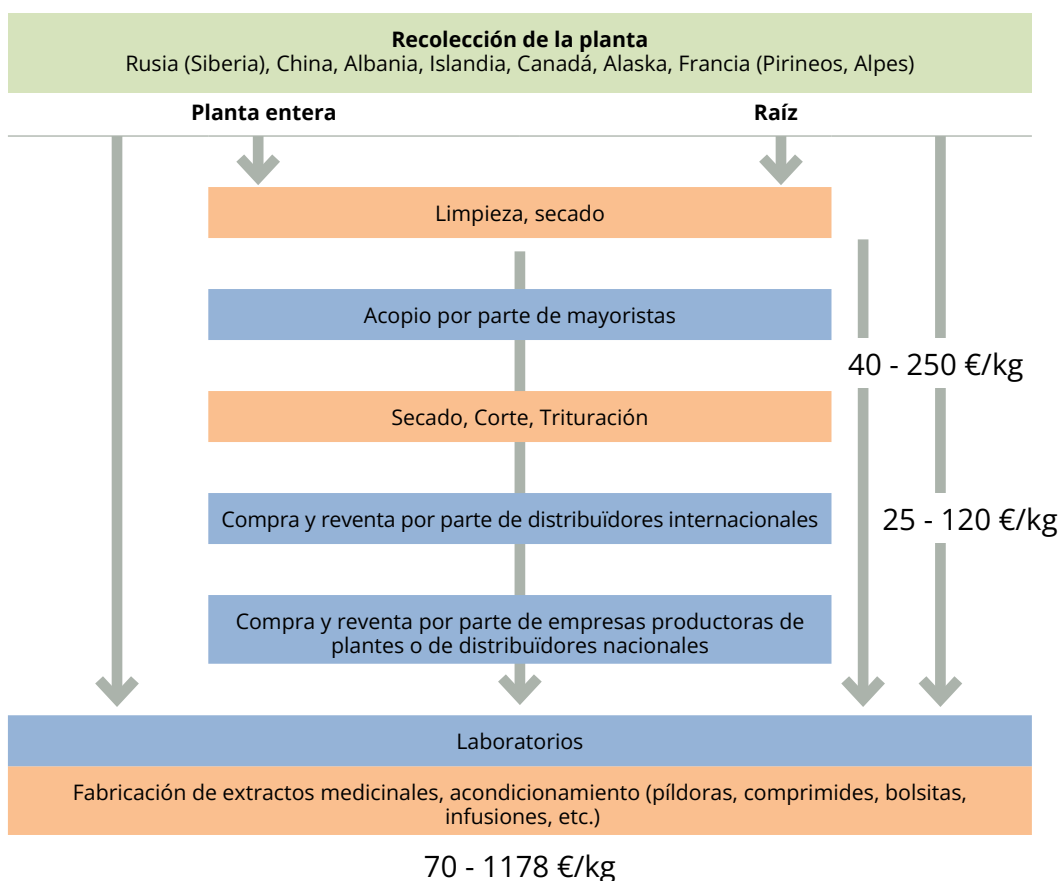 Recolección de la planta
Rusia (Siberia), China, Albania, Islandia, Canadá, Alaska, Francia (Pirineos, Alpes)
Planta entera
Raíz
Limpieza, secado
Acopio por parte de mayoristas
40 - 250 €/kg
Secado, Corte, Trituración
Compra y reventa por parte de distribuïdores internacionales
25 - 120 €/kg
Compra y reventa por parte de empresas productoras de
plantes o de distribuïdores nacionales
Laboratorios
Fabricación de extractos medicinales, acondicionamiento (píldoras, comprimides, bolsitas,
infusiones, etc.)
70 - 1178 €/kg